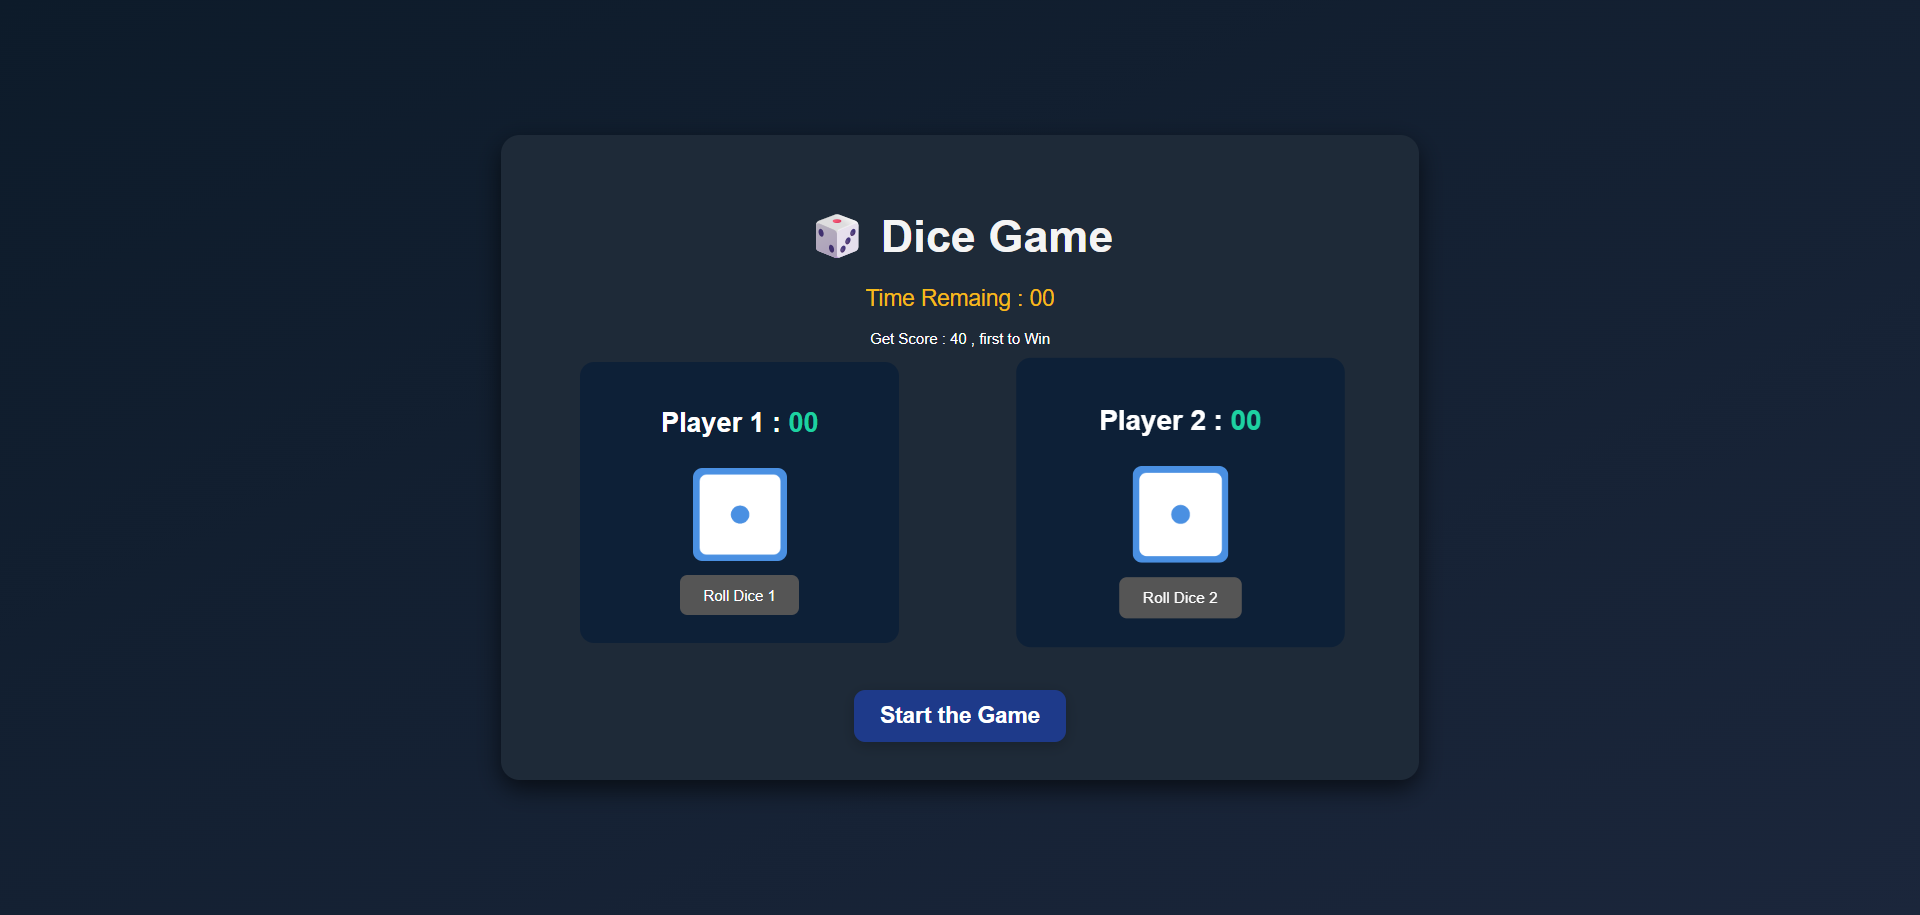 Dice Game
Time Remaing : 00
Get Score : 40 , first to Win
Player 1 : 00
Roll Dice 1
Player 2 : 00
Roll Dice 2
Start the Game